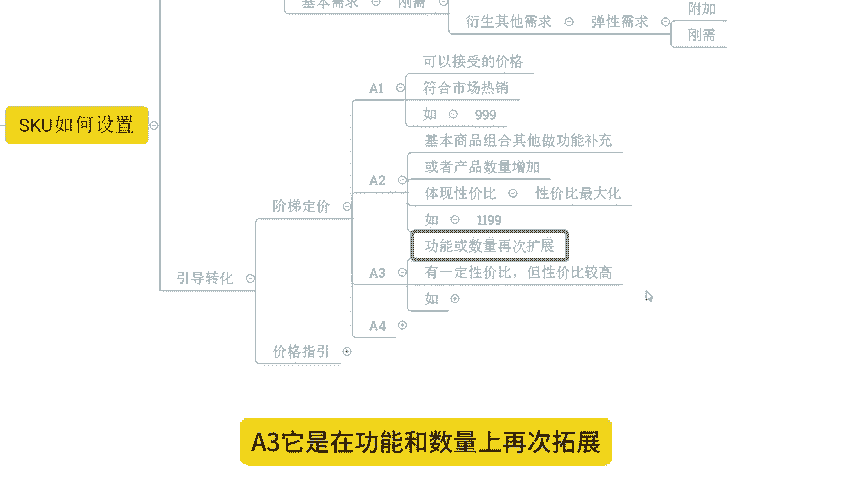 基本需求 刚需
附加
衍生其他需求 弹性需求
刚需
可以接受的价格
A1 符合市场热销
如 999
SKU如何设置
基本商品组合其他做功能补充
或者产品数量增加
A2
体现性价比 性价比最大化
阶梯定价
如 1199
功能或数量再次扩展
引导转化
A3 有一定性价比，但性价比较高
如
A4
价格指引
A3它是在功能和数量上再次拓展